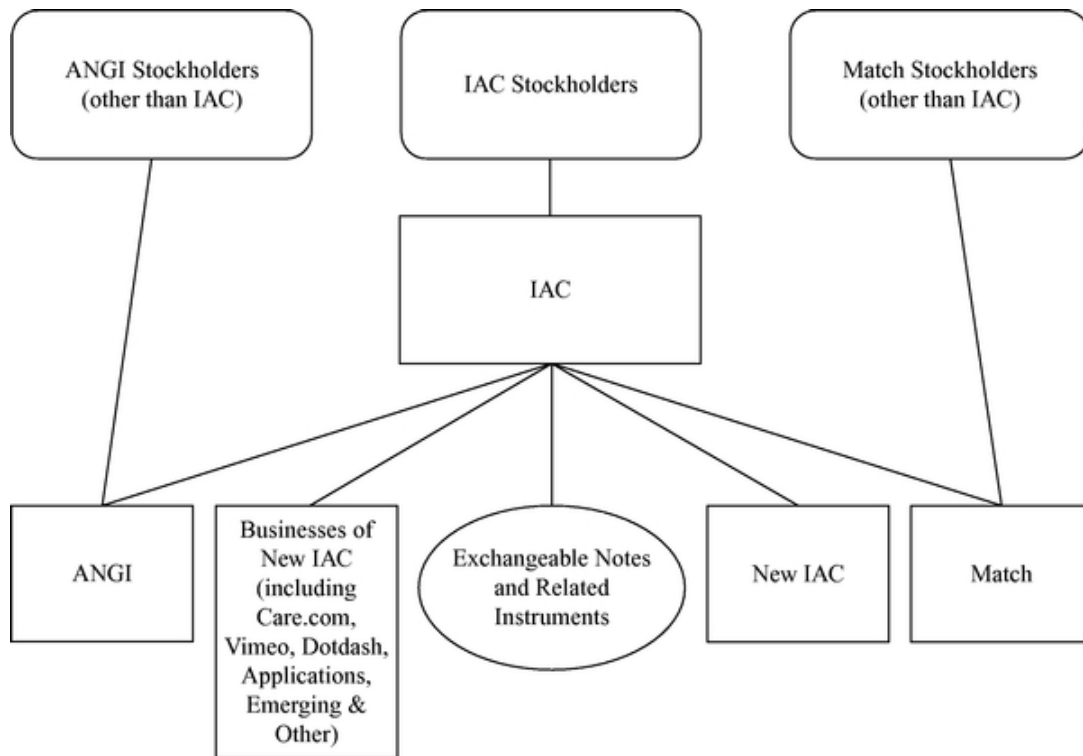 ANGI Stockholders
(other than IAC)
IAC Stockholders
Match Stockholders
(other than IAC)
IAC
ANGI
Businesses of
New IAC
(including
Care.com,
Vimeo, Dotdash,
Applications,
Emerging &
Other)
Exchangeable Notes
and Related
Instruments
New IAC
Match